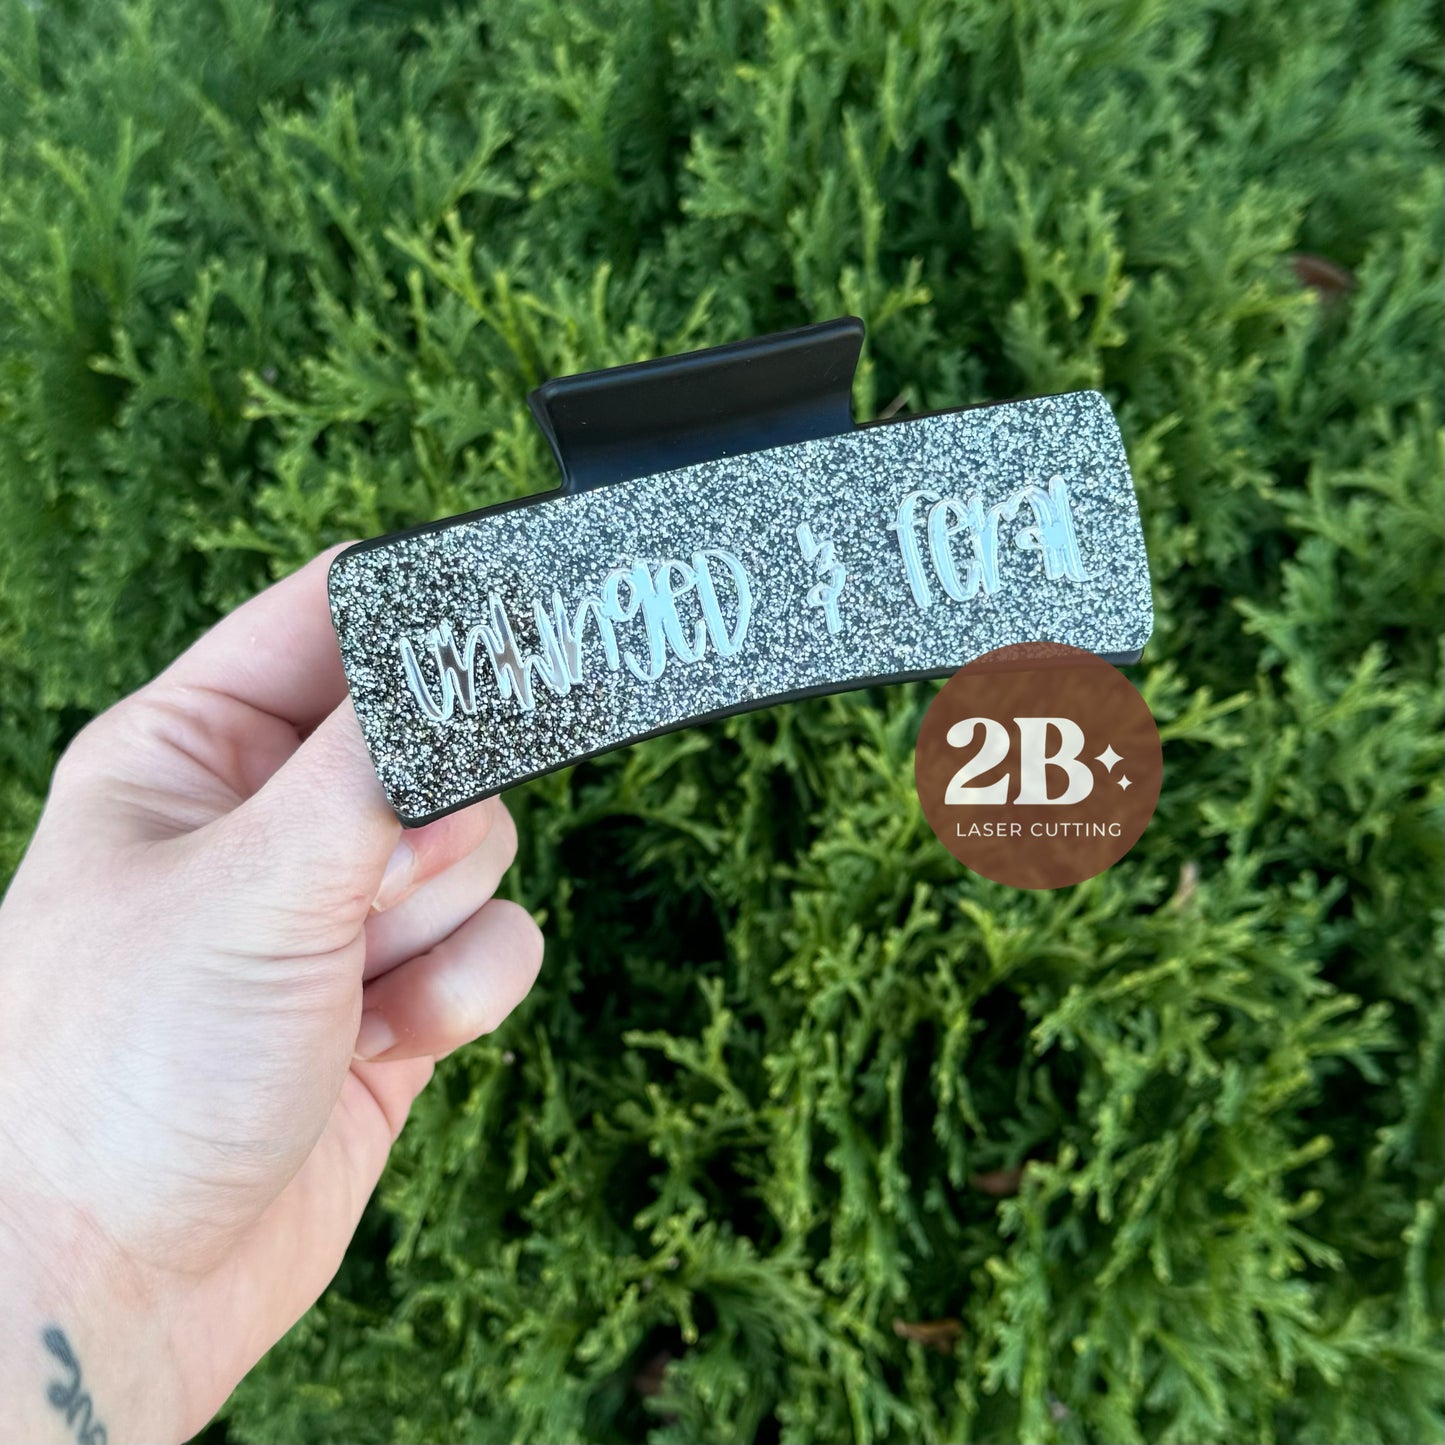 unhinged & feral
2B
LASER CUTTING